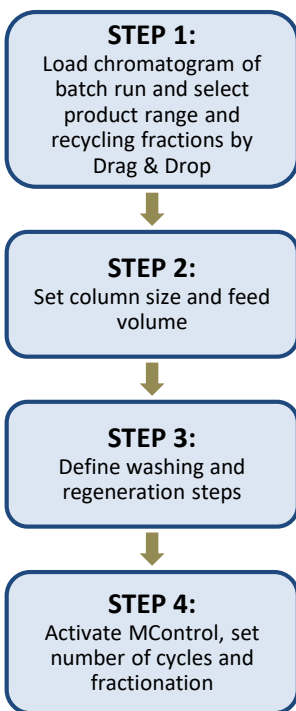 STEP 1:
Load chromatogram of
batch run and select
product range and
recycling fractions by
Drag & Drop
STEP 2:
Set column size and feed
volume
STEP 3:
Define washing and
regeneration steps
STEP 4:
Activate MControl, set
number of cycles and
fractionation